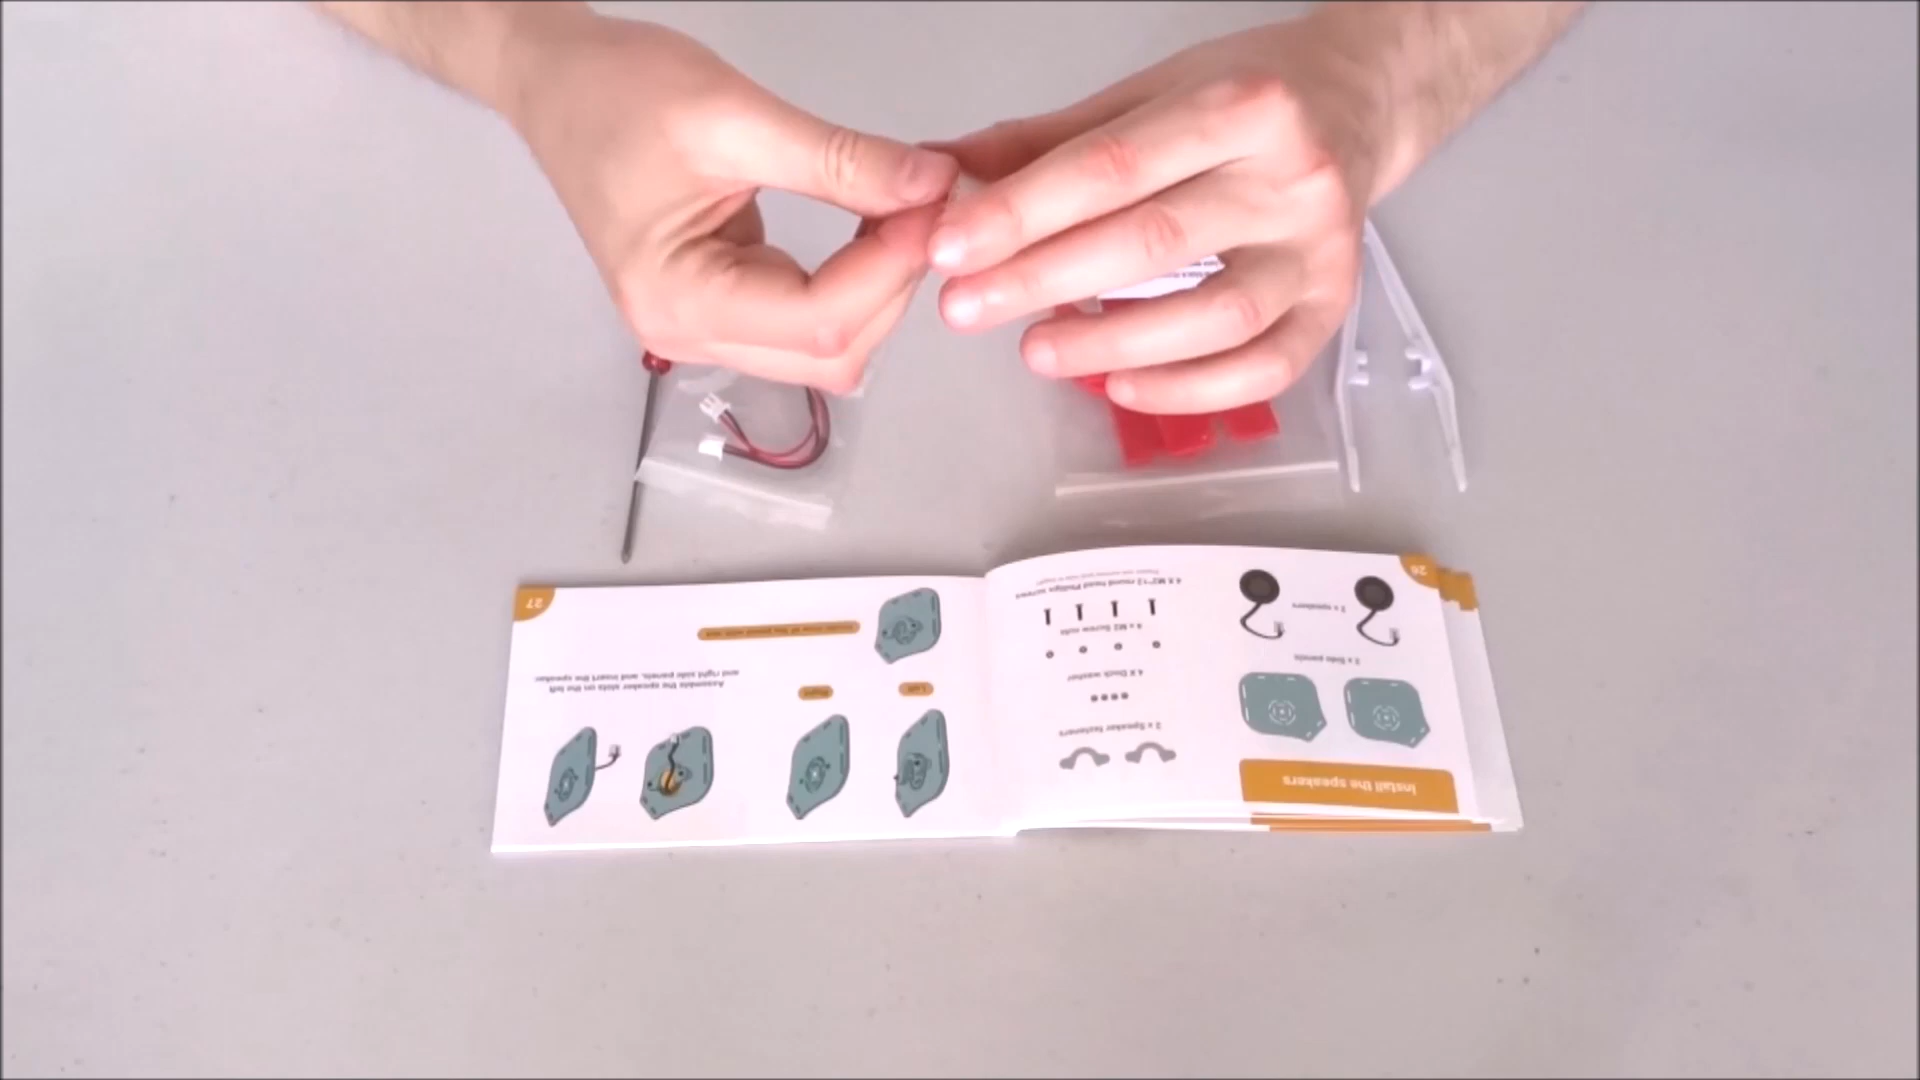 26
Install the speakers
2 x Side panels
2 x speakers
2 x Speaker fasteners
4 X Duck washer
4 x M2 Screw nuts
4 X M2*12 round head Phillips screws
27
Left
Right
Assemble the speaker slots on the left
and right side panels, and insert the speaker